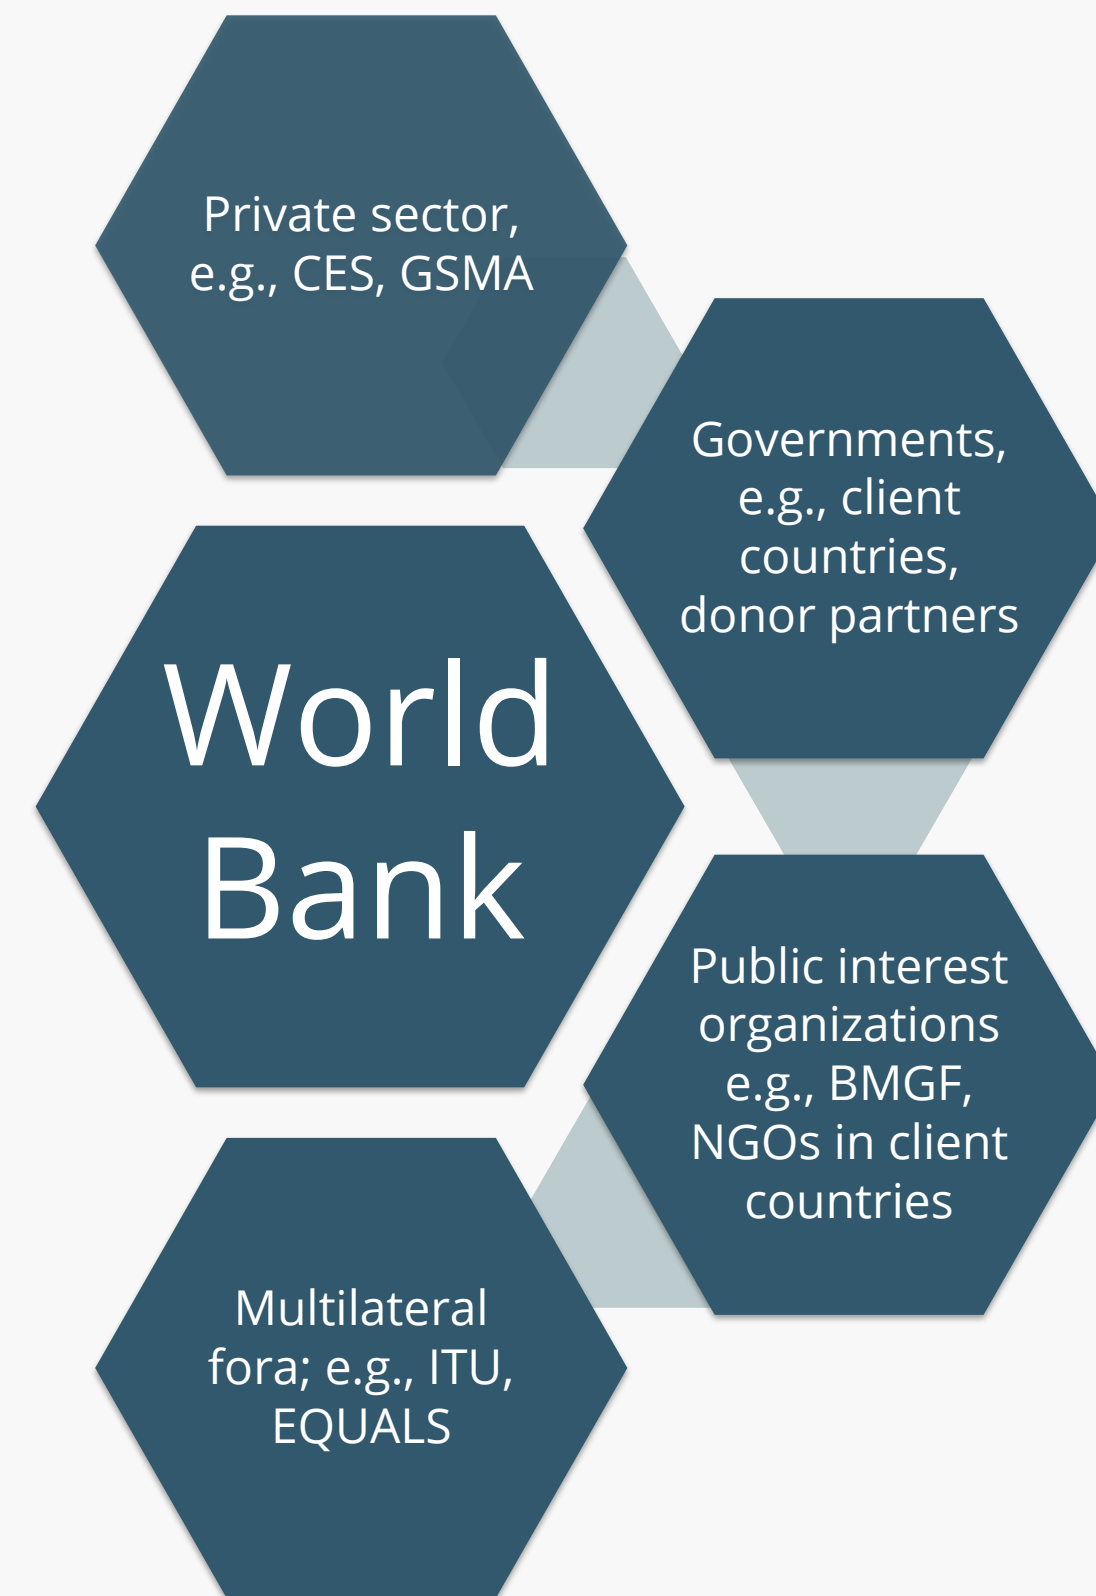 Private sector,
e.g., CES, GSMA
Governments,
e.g., client
countries,
donor partners
World
Bank
Public interest
organizations
e.g., BMGF,
NGOs in client
countries
Multilateral
fora; e.g., ITU,
EQUALS